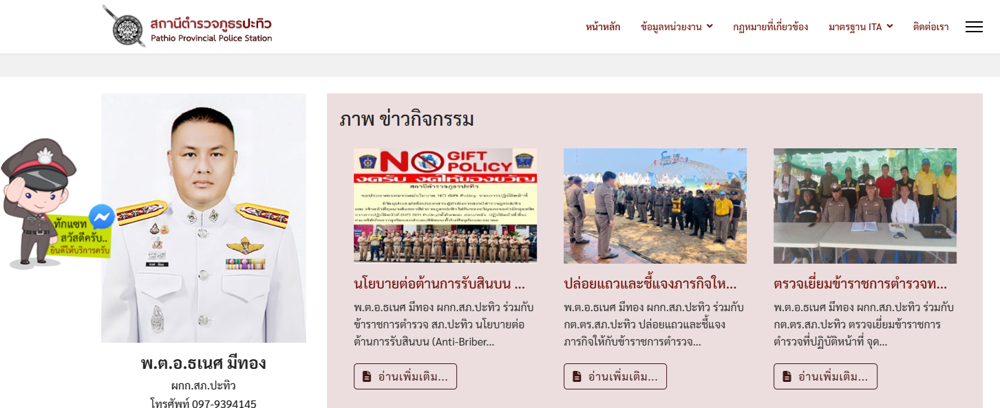 สถานีตำรวจภูธรปะทิว
Pathio Provincial Police Station
หน้าหลัก
ข้อมูลหน่วยงาน
กฎหมายที่เกี่ยวข้อง
มาตรฐาน ITA
ติดต่อเรา
ทักแชท
สวัสดีครับ..
ยินดีให้บริการครับ
พ.ต.อ.ธเนศ มีทอง
ผกก.สภ.ปะทิว
โทรศัพท์ 097-9394145
ภาพ ข่าวกิจกรรม
NO GIFT POLICY
งดรับ งดให้ของขวัญ
สถานีตำรวจภูธรปะทิว
นโยบายต่อต้านการรับสินบน ...
พ.ต.อ.ธเนศ มีทอง ผกก.สภ.ปะทิว ร่วมกับ
ข้าราชการตำรวจ สภ.ปะทิว นโยบายต่อ
ต้านการรับสินบน (Anti-Briber...
อ่านเพิ่มเติม...
ปล่อยแถวและชี้แจงภารกิจให...
พ.ต.อ.ธเนศ มีทอง ผกก.สภ.ปะทิว ร่วมกับ
กต.ตร.สภ.ปะทิว ปล่อยแถวและชี้แจง
ภารกิจให้กับข้าราชการตำรวจ...
อ่านเพิ่มเติม...
ตรวจเยี่ยมข้าราชการตำรวจท...
พ.ต.อ.ธเนศ มีทอง ผกก.สภ.ปะทิว ร่วมกับ
กต.ตร.สภ.ปะทิว ตรวจเยี่ยมข้าราชการ
ตำรวจที่ปฏิบัติหน้าที่ จุด...
อ่านเพิ่มเติม...